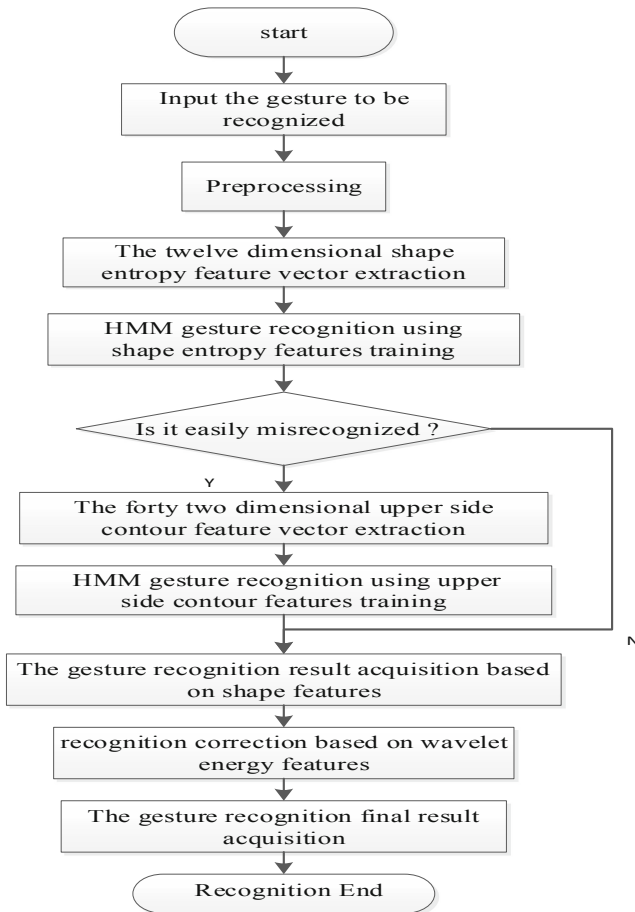 start
Input the gesture to be
recognized
Preprocessing
The twelve dimensional shape
entropy feature vector extraction
HMM gesture recognition using
shape entropy features training
Is it easily misrecognized ?
Y
The forty two dimensional upper side
contour feature vector extraction
HMM gesture recognition using upper
side contour features training
N
The gesture recognition result acquisition based
on shape features
recognition correction based on wavelet
energy features
The gesture recognition final result
acquisition
Recognition End